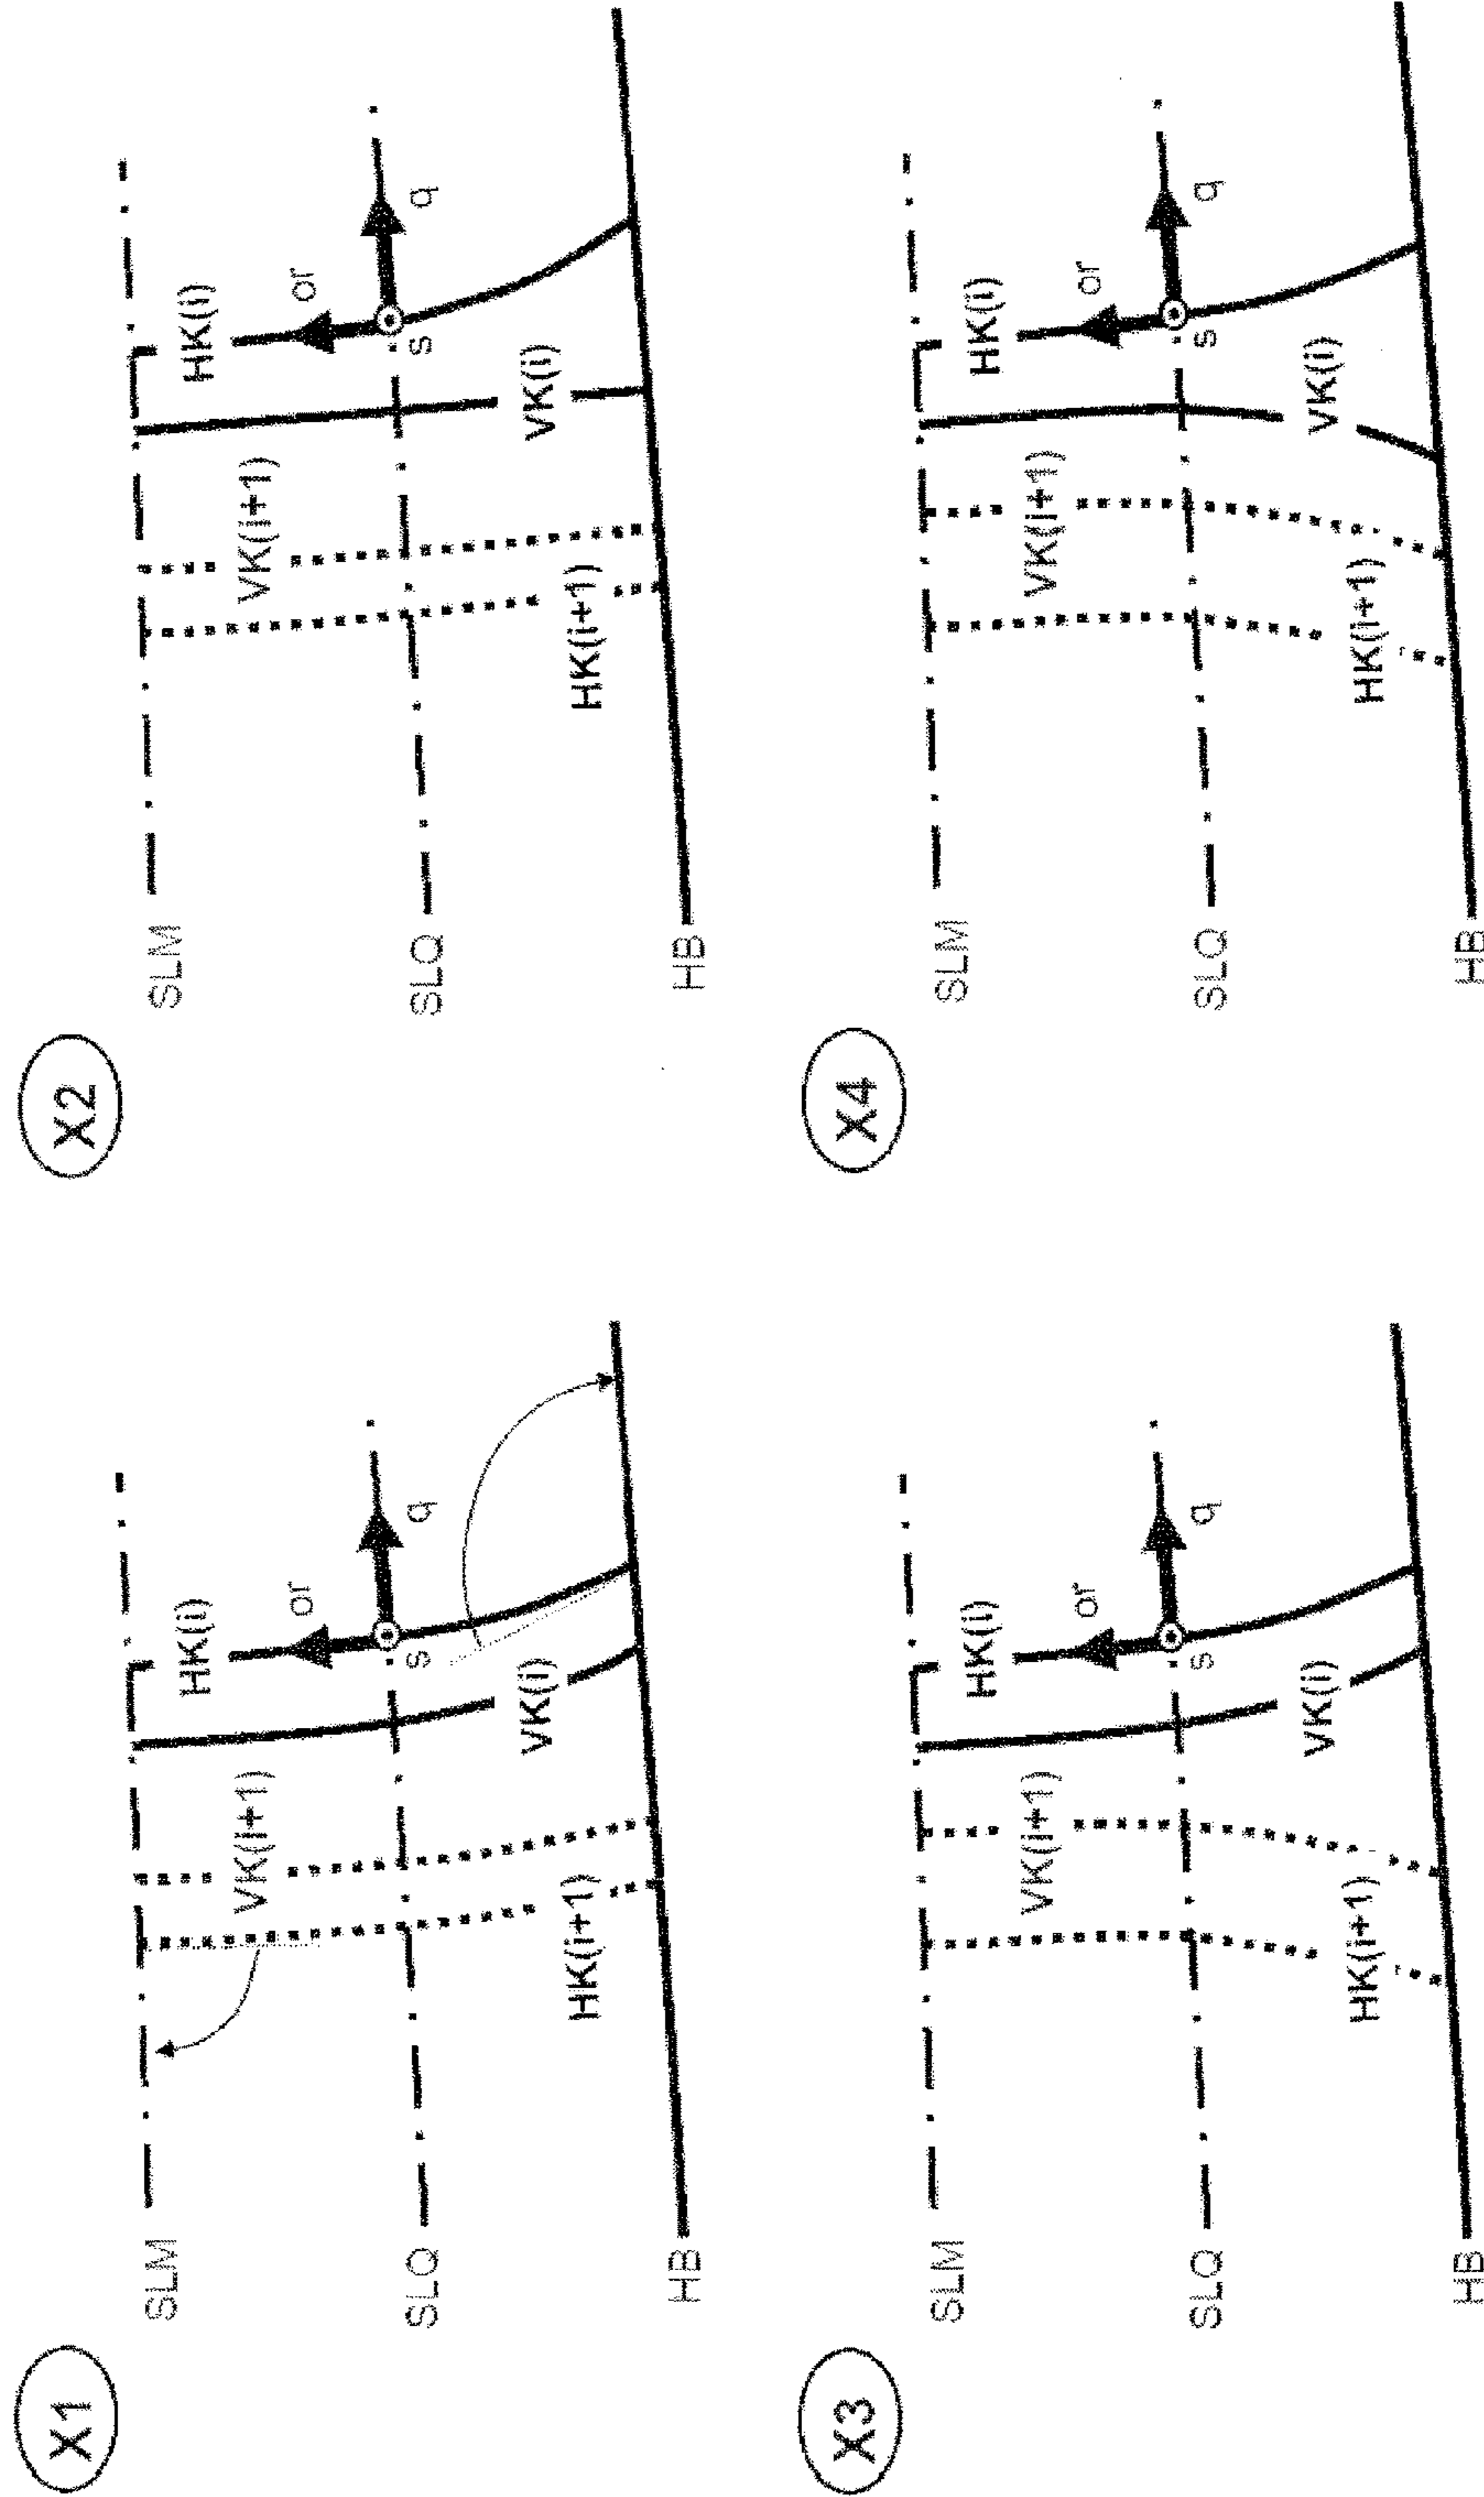 X1
SLM
HK(i)
VK(i+1)
or
SLQ
s
q
VK(i)
HK(i+1)
HB
X2
SLM
HK(i)
VK(i+1)
or
SLQ
s
q
VK(i)
HK(i+1)
HB
X3
SLM
HK(i)
VK(i+1)
or
SLQ
s
q
VK(i)
HK(i+1)
HB
X4
SLM
HK(i)
VK(i+1)
or
SLQ
s
q
VK(i)
HK(i+1)
HB